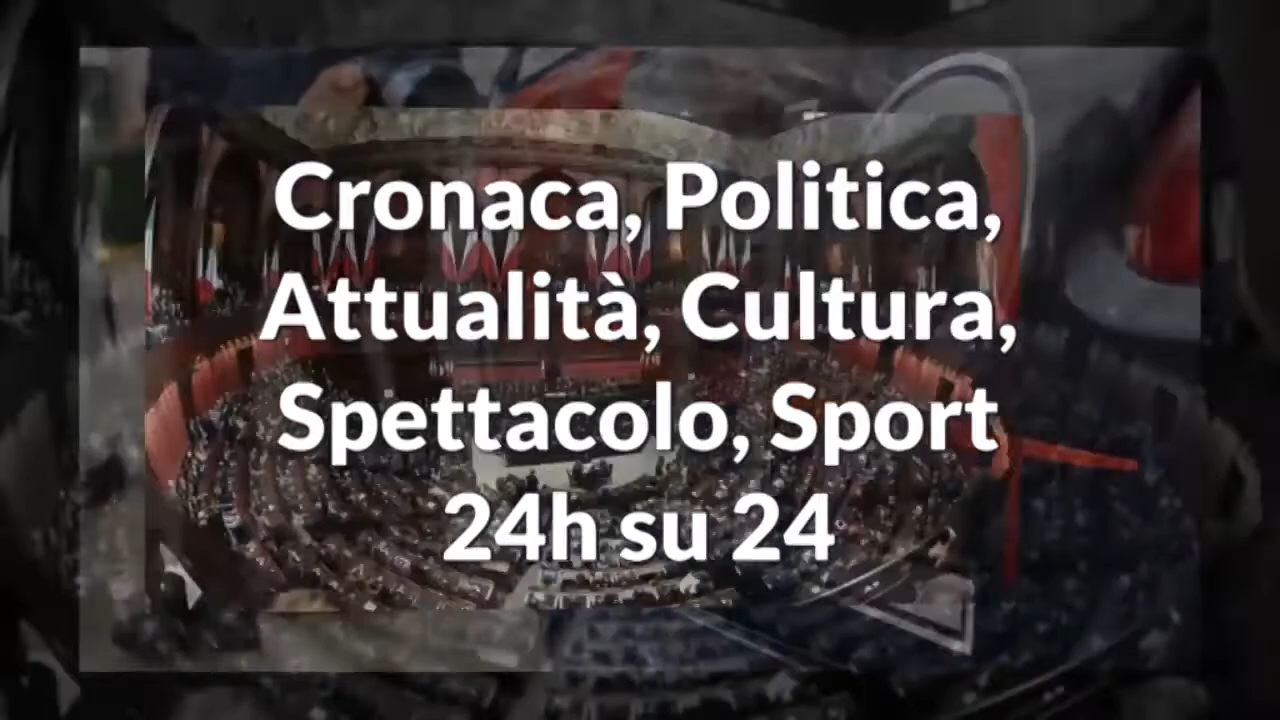 Cronaca, Politica,
Attualità, Cultura,
Spettacolo, Sport
24h su 24